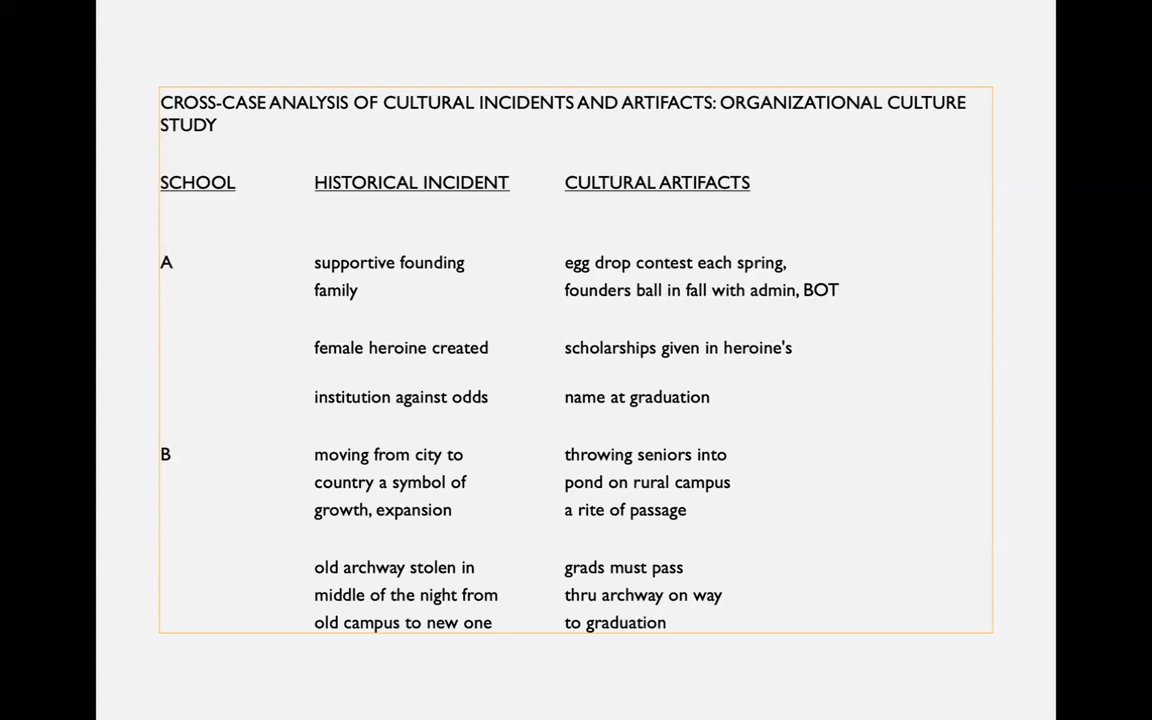 CROSS-CASE ANALYSIS OF CULTURAL INCIDENTS AND ARTIFACTS: ORGANIZATIONAL CULTURE
STUDY
SCHOOL HISTORICAL INCIDENT CULTURAL ARTIFACTS
A supportive founding egg drop contest each spring,
family founders ball in fall with admin, BOT
female heroine created scholarships given in heroine's
institution against odds name at graduation
B moving from city to throwing seniors into
country a symbol of pond on rural campus
growth, expansion a rite of passage
old archway stolen in grads must pass
middle of the night from thru archway on way
old campus to new one to graduation